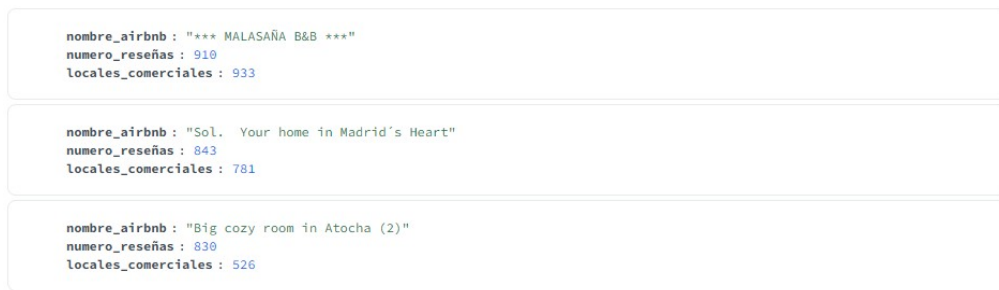 nombre_airbnb : "*** MALASAÑA B&B ***"
numero_reseñas : 910
locales_comerciales : 933
nombre_airbnb : "Sol.  Your home in Madrid´s Heart"
numero_reseñas : 843
locales_comerciales : 781
nombre_airbnb : "Big cozy room in Atocha (2)"
numero_reseñas : 830
locales_comerciales : 526